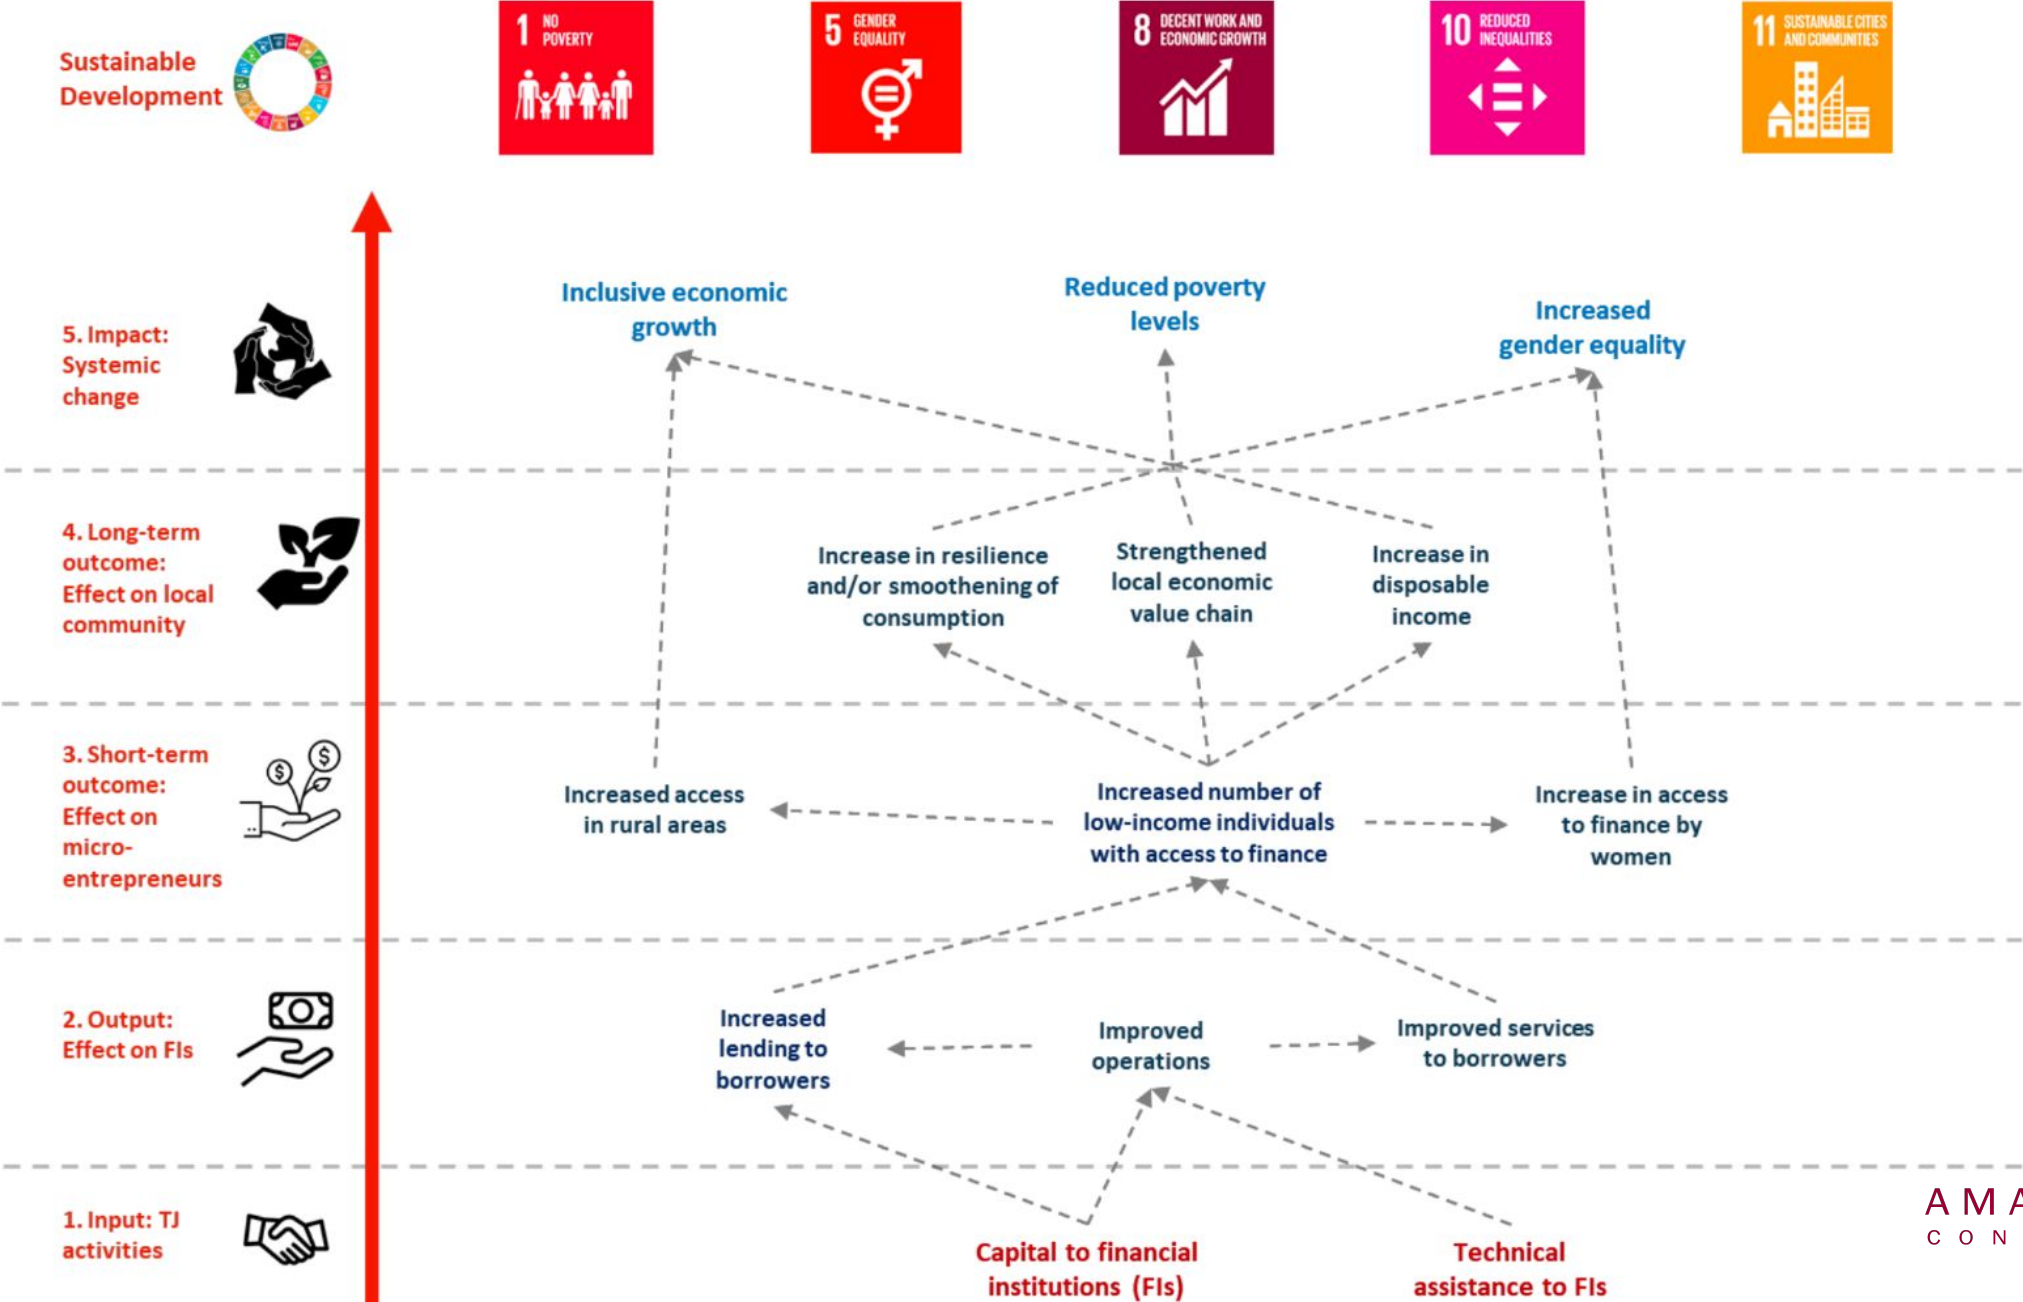 Sustainable
Development
1 NO
POVERTY
5 GENDER
EQUALITY
8 DECENT WORK AND
ECONOMIC GROWTH
10 REDUCED
INEQUALITIES
11 SUSTAINABLE CITIES
AND COMMUNITIES
5. Impact:
Systemic
change
Inclusive economic
growth
Reduced poverty
levels
Increased
gender equality
4. Long-term
outcome:
Effect on local
community
Increase in resilience
and/or smoothening of
consumption
Strengthened
local economic
value chain
Increase in
disposable
income
3. Short-term
outcome:
Effect on
micro-
entrepreneurs
$
$
Increased access
in rural areas
Increased number of
low-income individuals
with access to finance
Increase in access
to finance by
women
2. Output:
Effect on FIs
Increased
lending to
borrowers
Improved
operations
Improved services
to borrowers
1. Input: TJ
activities
Capital to financial
institutions (FIs)
Technical
assistance to FIs